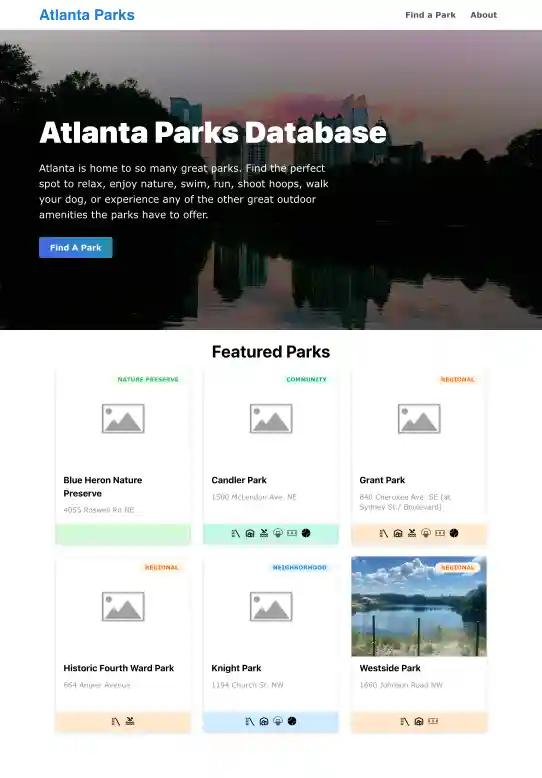 Atlanta Parks
Find a Park
About
Atlanta Parks Database
Atlanta is home to so many great parks. Find the perfect
spot to relax, enjoy nature, swim, run, shoot hoops, walk
your dog, or experience any of the other great outdoor
amenities the parks have to offer.
Find A Park
Featured Parks
NATURE PRESERVE
Blue Heron Nature
Preserve
4055 Roswell Rd NE
COMMUNITY
Candler Park
1500 McLendon Ave. NE
REGIONAL
Grant Park
840 Cherokee Ave. SE (at
Sydney St./ Boulevard)
REGIONAL
Historic Fourth Ward Park
664 Angier Avenue
NEIGHBORHOOD
Knight Park
1194 Church St. NW
REGIONAL
Westside Park
1660 Johnson Road NW